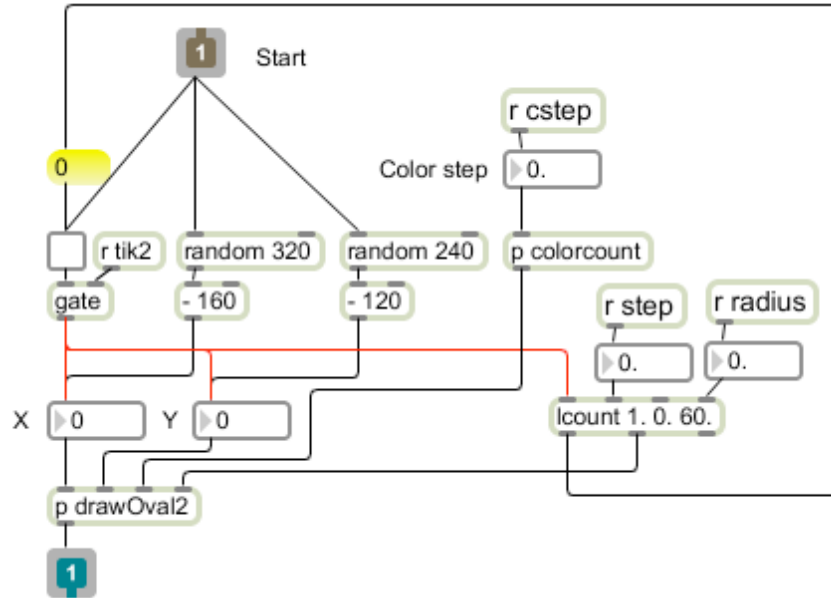 1
Start
r cstep
0
Color step
0.
r tik2
random 320
random 240
p colorcount
gate
- 160
- 120
r step
r radius
0.
0.
X
0
Y
0
lcount 1. 0. 60.
p drawOval2
1